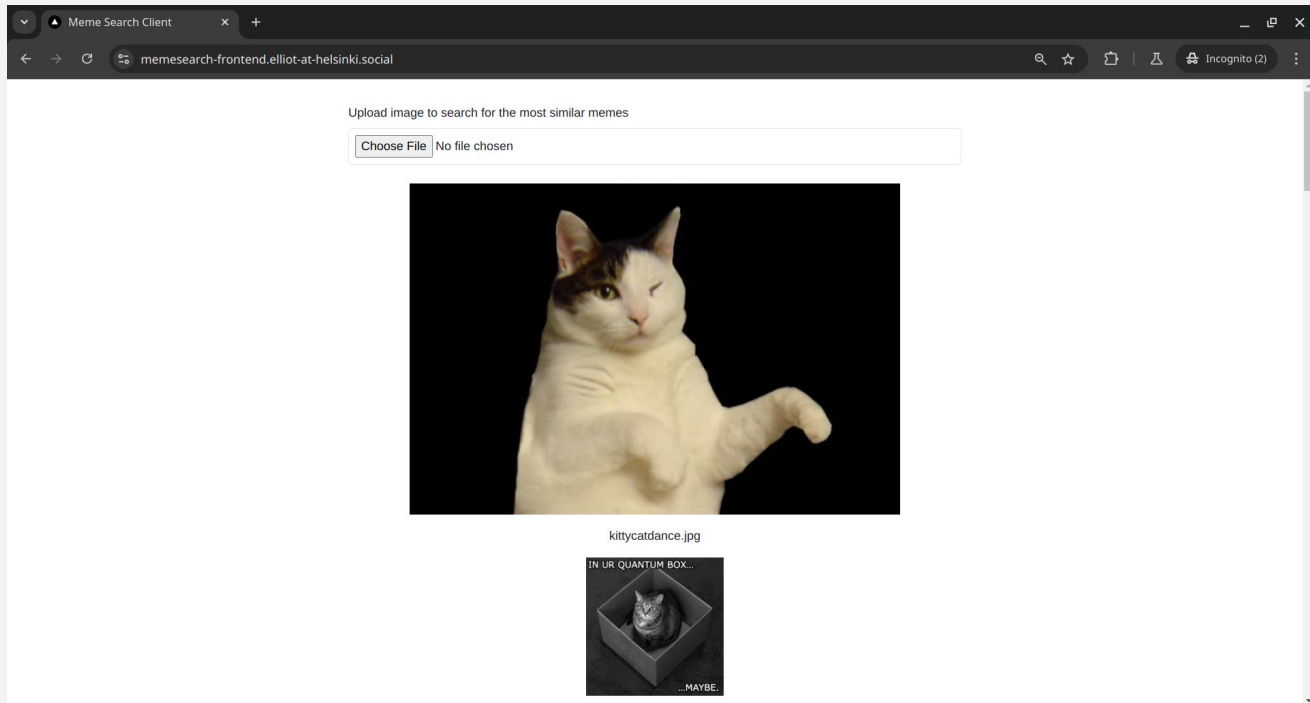 Meme Search Client
memesearch-frontend.elliot-at-helsinki.social
Incognito (2)
Upload image to search for the most similar memes
Choose File No file chosen
kittycatdance.jpg
IN UR QUANTUM BOX...
...MAYBE.